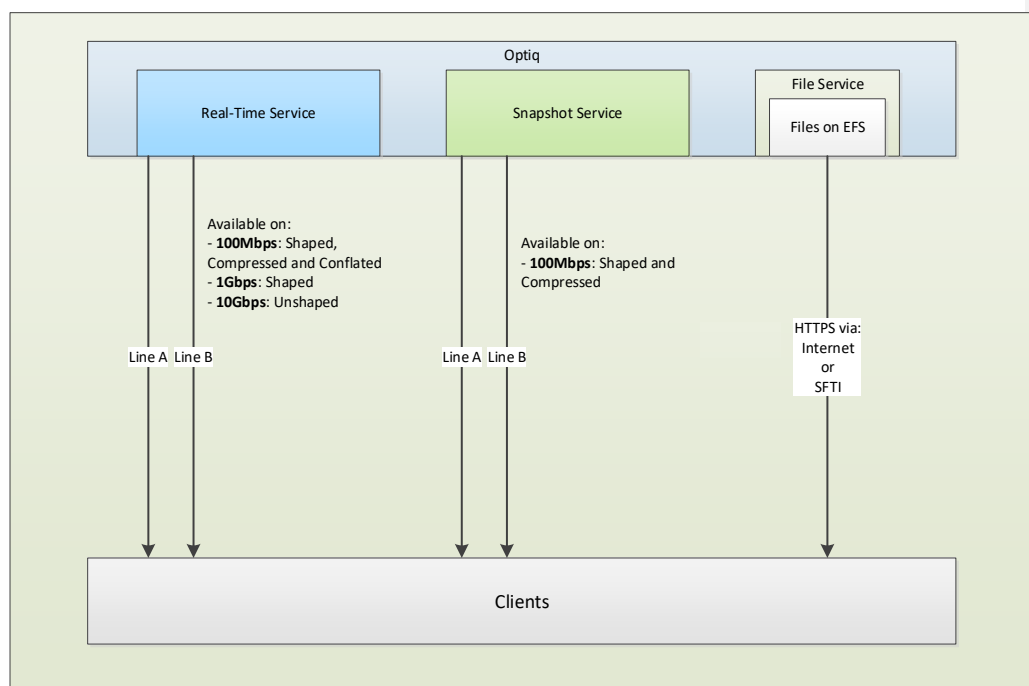 Optiq
Real-Time Service
Snapshot Service
File Service
Files on EFS
Available on:
- 100Mbps: Shaped,
Compressed and Conflated
- 1Gbps: Shaped
- 10Gbps: Unshaped
Available on:
- 100Mbps: Shaped and
Compressed
Line A
Line B
Line A
Line B
HTTPS via:
Internet
or
SFTI
Clients